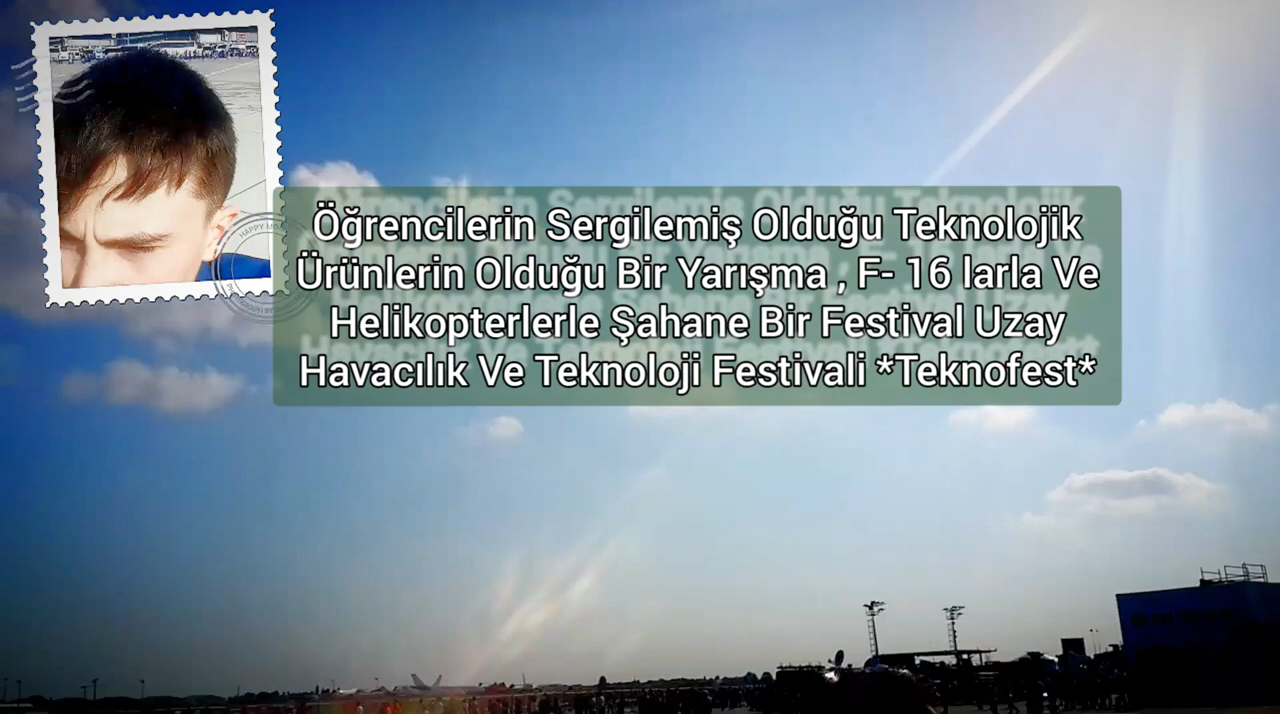 Öğrencilerin Sergilemiş Olduğu Teknolojik
Ürünlerin Olduğu Bir Yarışma , F- 16 larla Ve
Helikopterlerle Şahane Bir Festival Uzay
Havacılık Ve Teknoloji Festivali *Teknofest*
HAPPY